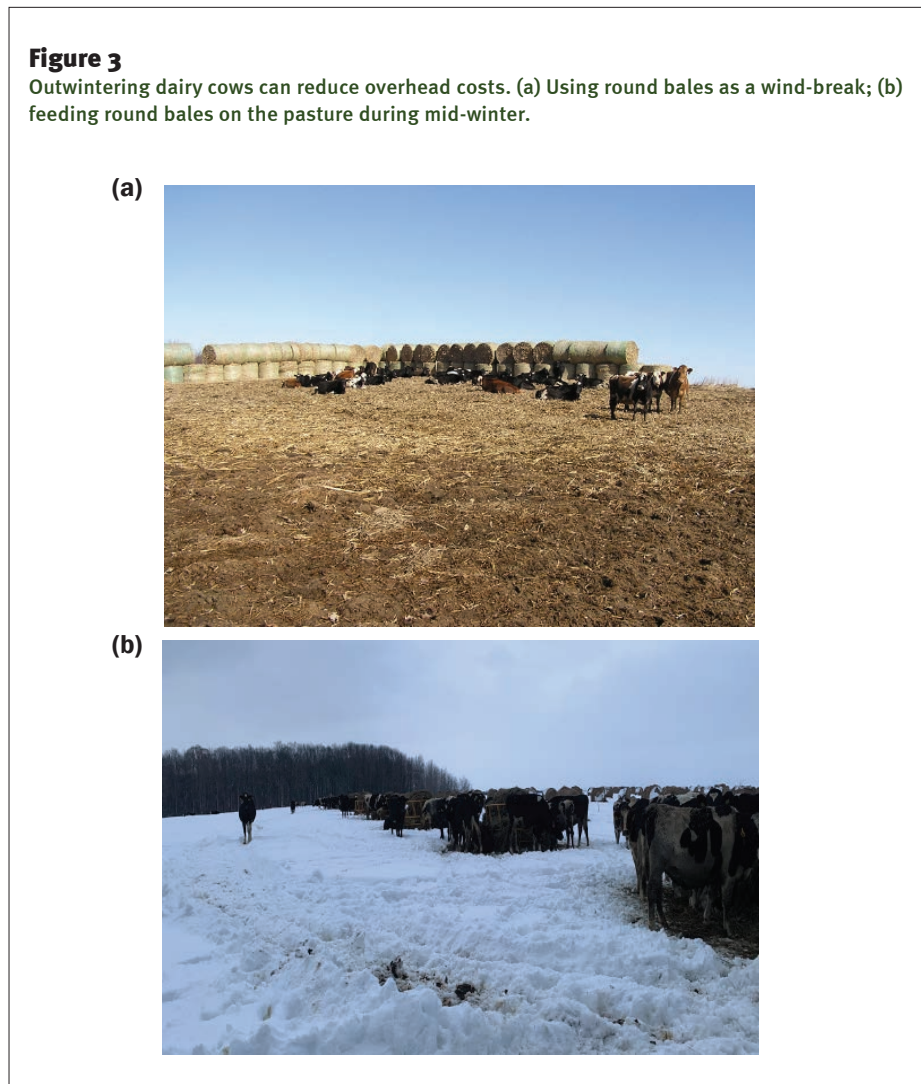 Figure 3
Outwintering dairy cows can reduce overhead costs. (a) Using round bales as a wind-break; (b)
feeding round bales on the pasture during mid-winter.
(a)
(b)